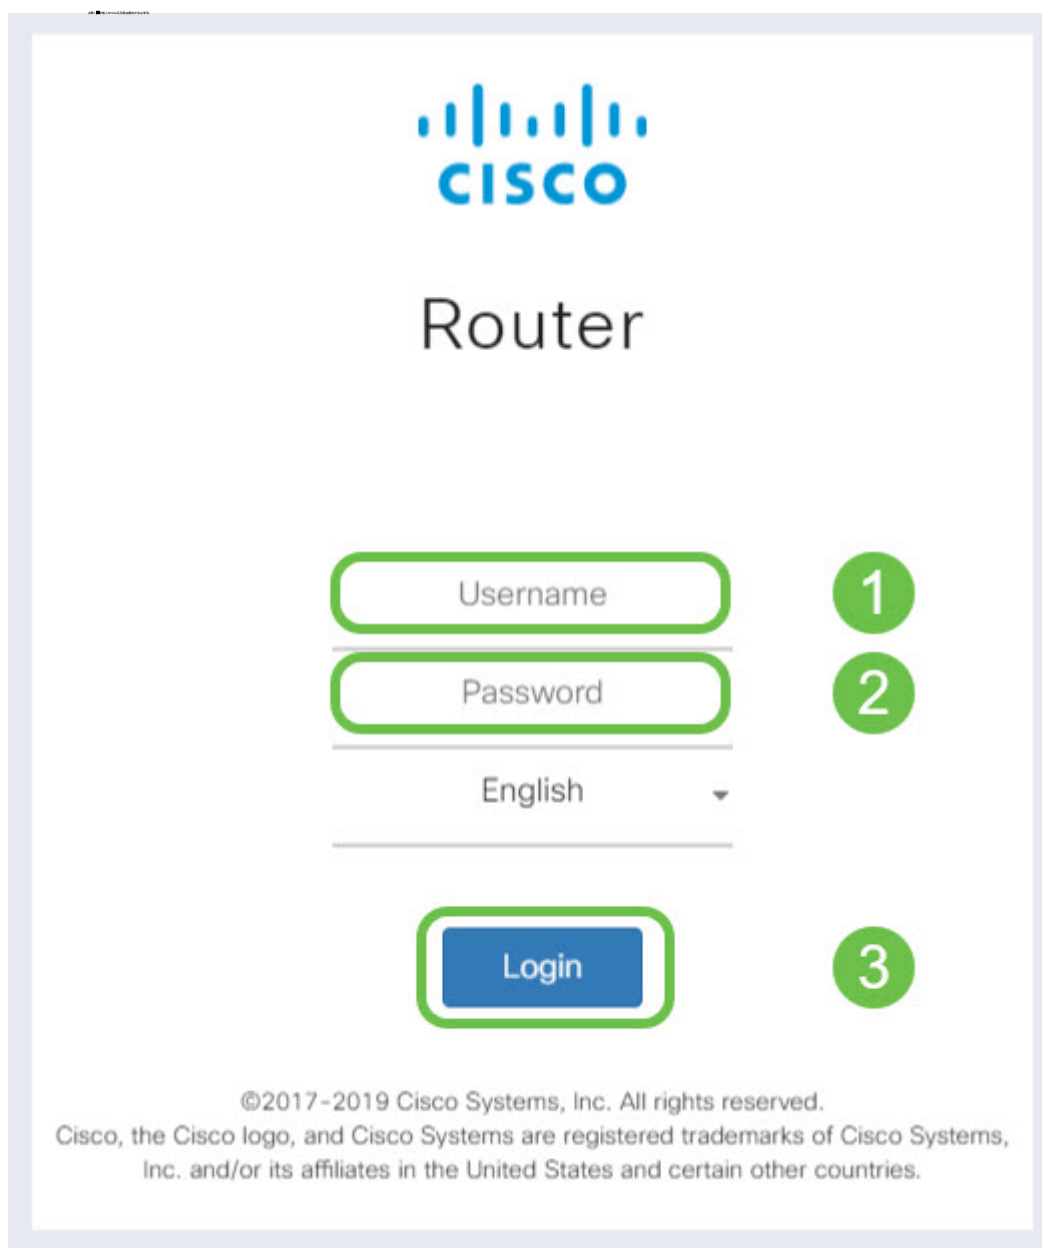 CISCO
Router
Username
1
Password
2
English
Login
3
©2017-2019 Cisco Systems, Inc. All rights reserved.
Cisco, the Cisco logo, and Cisco Systems are registered trademarks of Cisco Systems,
Inc. and/or its affiliates in the United States and certain other countries.